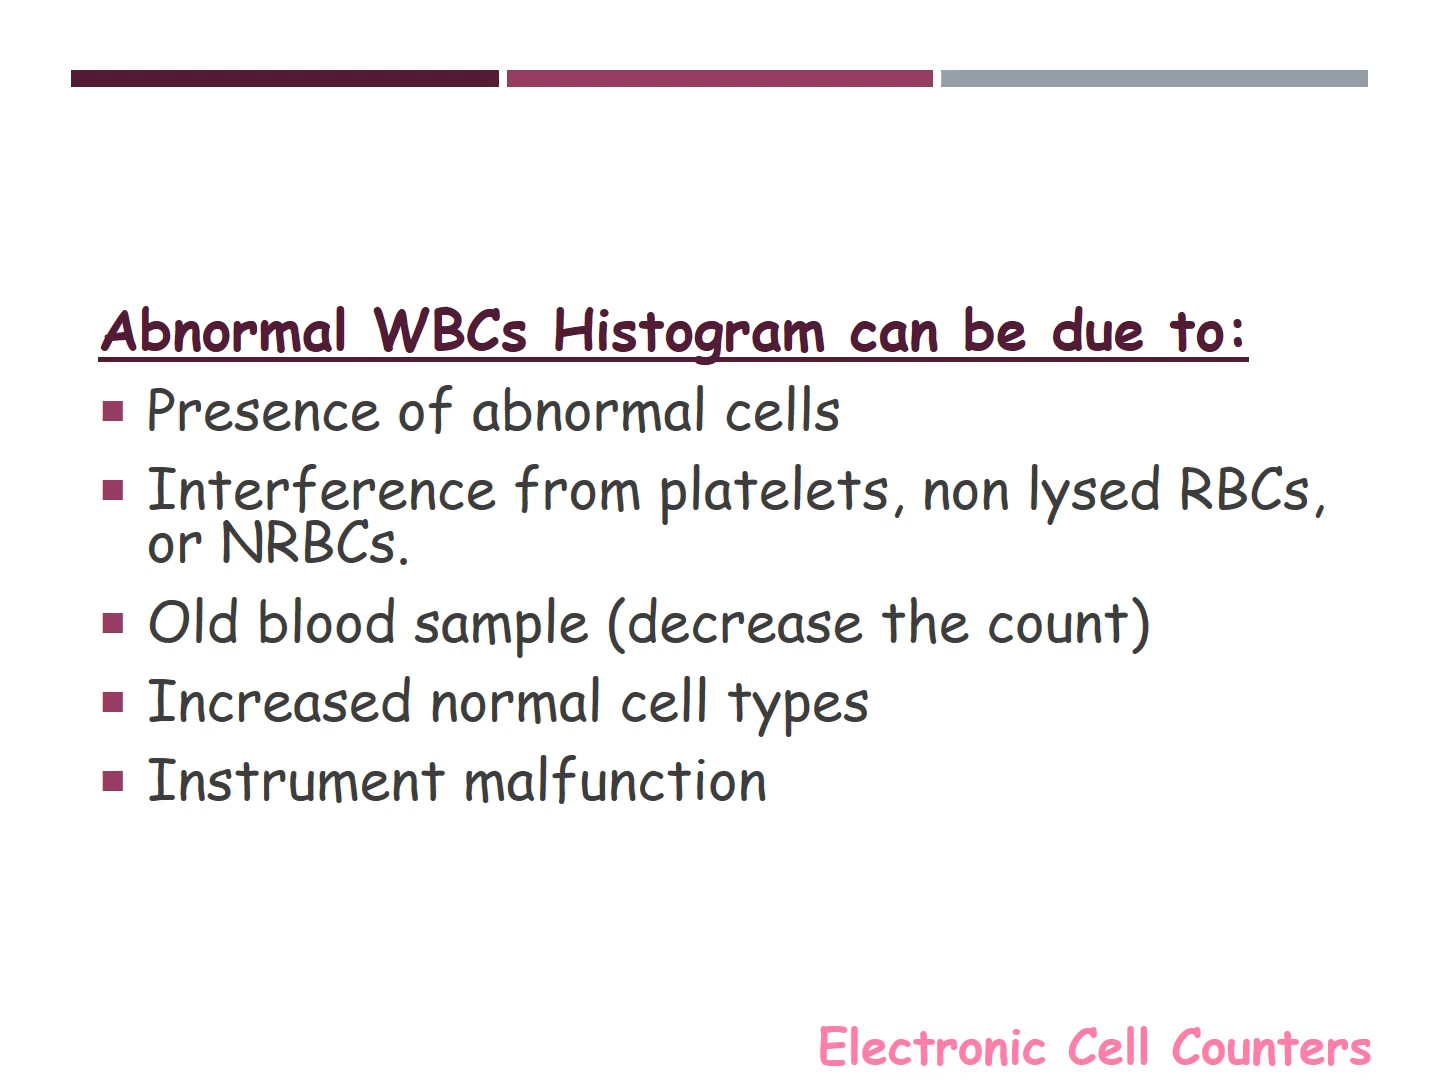 Abnormal WBCs Histogram can be due to:
Presence of abnormal cells
Interference from platelets, non lysed RBCs,
or NRBCs.
Old blood sample (decrease the count)
Increased normal cell types
Instrument malfunction
Electronic Cell Counters